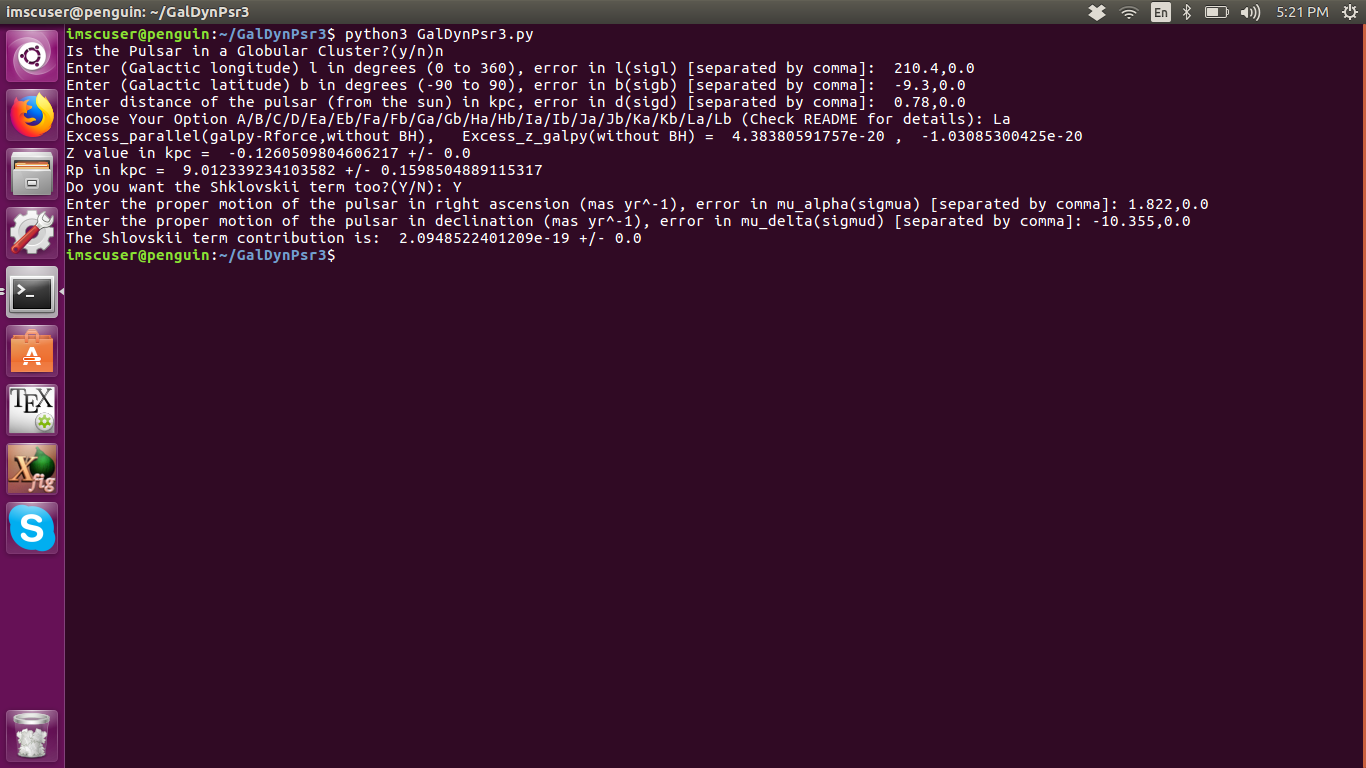 imscuser@penguin: ~/GalDynPsr3
En
5:21 PM
imscuser@penguin:~/GalDynPsr3$ python3 GalDynPsr3.py
Is the Pulsar in a Globular Cluster?(y/n)n
Enter (Galactic longitude) l in degrees (0 to 360), error in l(sigl) [separated by comma]:  210.4,0.0
Enter (Galactic latitude) b in degrees (-90 to 90), error in b(sigb) [separated by comma]:  -9.3,0.0
Enter distance of the pulsar (from the sun) in kpc, error in d(sigd) [separated by comma]:  0.78,0.0
Choose Your Option A/B/C/D/Ea/Eb/Fa/Fb/Ga/Gb/Ha/Hb/Ia/Ib/Ja/Jb/Ka/Kb/La/Lb (Check README for details): La
Excess_parallel(galpy-Rforce,without BH),   Excess_z_galpy(without BH) =  4.38380591757e-20 ,  -1.03085300425e-20
Z value in kpc =  -0.1260509804606217 +/- 0.0
Rp in kpc =  9.012339234103582 +/- 0.1598504889115317
Do you want the Shklovskii term too?(Y/N): Y
Enter the proper motion of the pulsar in right ascension (mas yr^-1), error in mu_alpha(sigmua) [separated by comma]: 1.822,0.0
Enter the proper motion of the pulsar in declination (mas yr^-1), error in mu_delta(sigmud) [separated by comma]: -10.355,0.0
The Shlovskii term contribution is:  2.0948522401209e-19 +/- 0.0
imscuser@penguin:~/GalDynPsr3$
>_
A
TEX
X fig
S